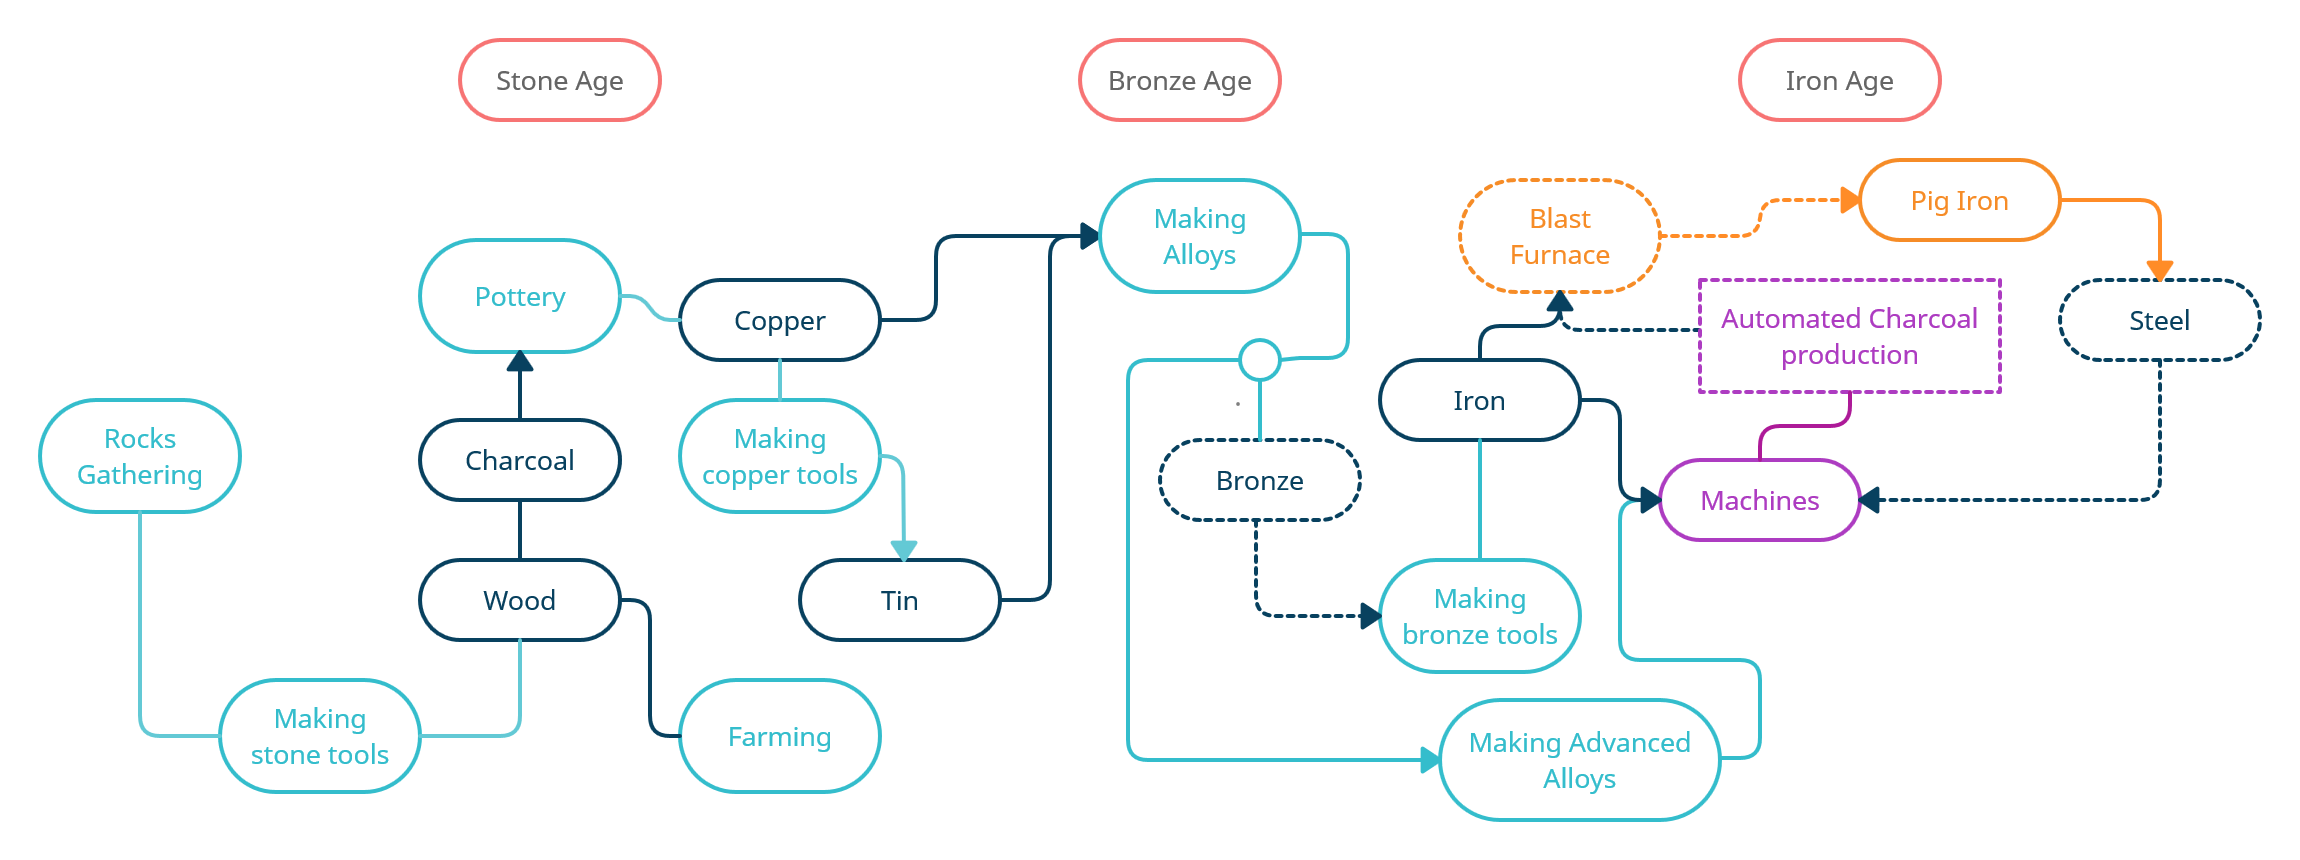 Stone Age
Bronze Age
Iron Age
Making
Alloys
Blast
Furnace
Pig Iron
Pottery
Copper
Automated Charcoal
production
Steel
Rocks
Gathering
Charcoal
Making
copper tools
Iron
Bronze
Machines
Wood
Tin
Making
bronze tools
Making
stone tools
Farming
Making Advanced
Alloys